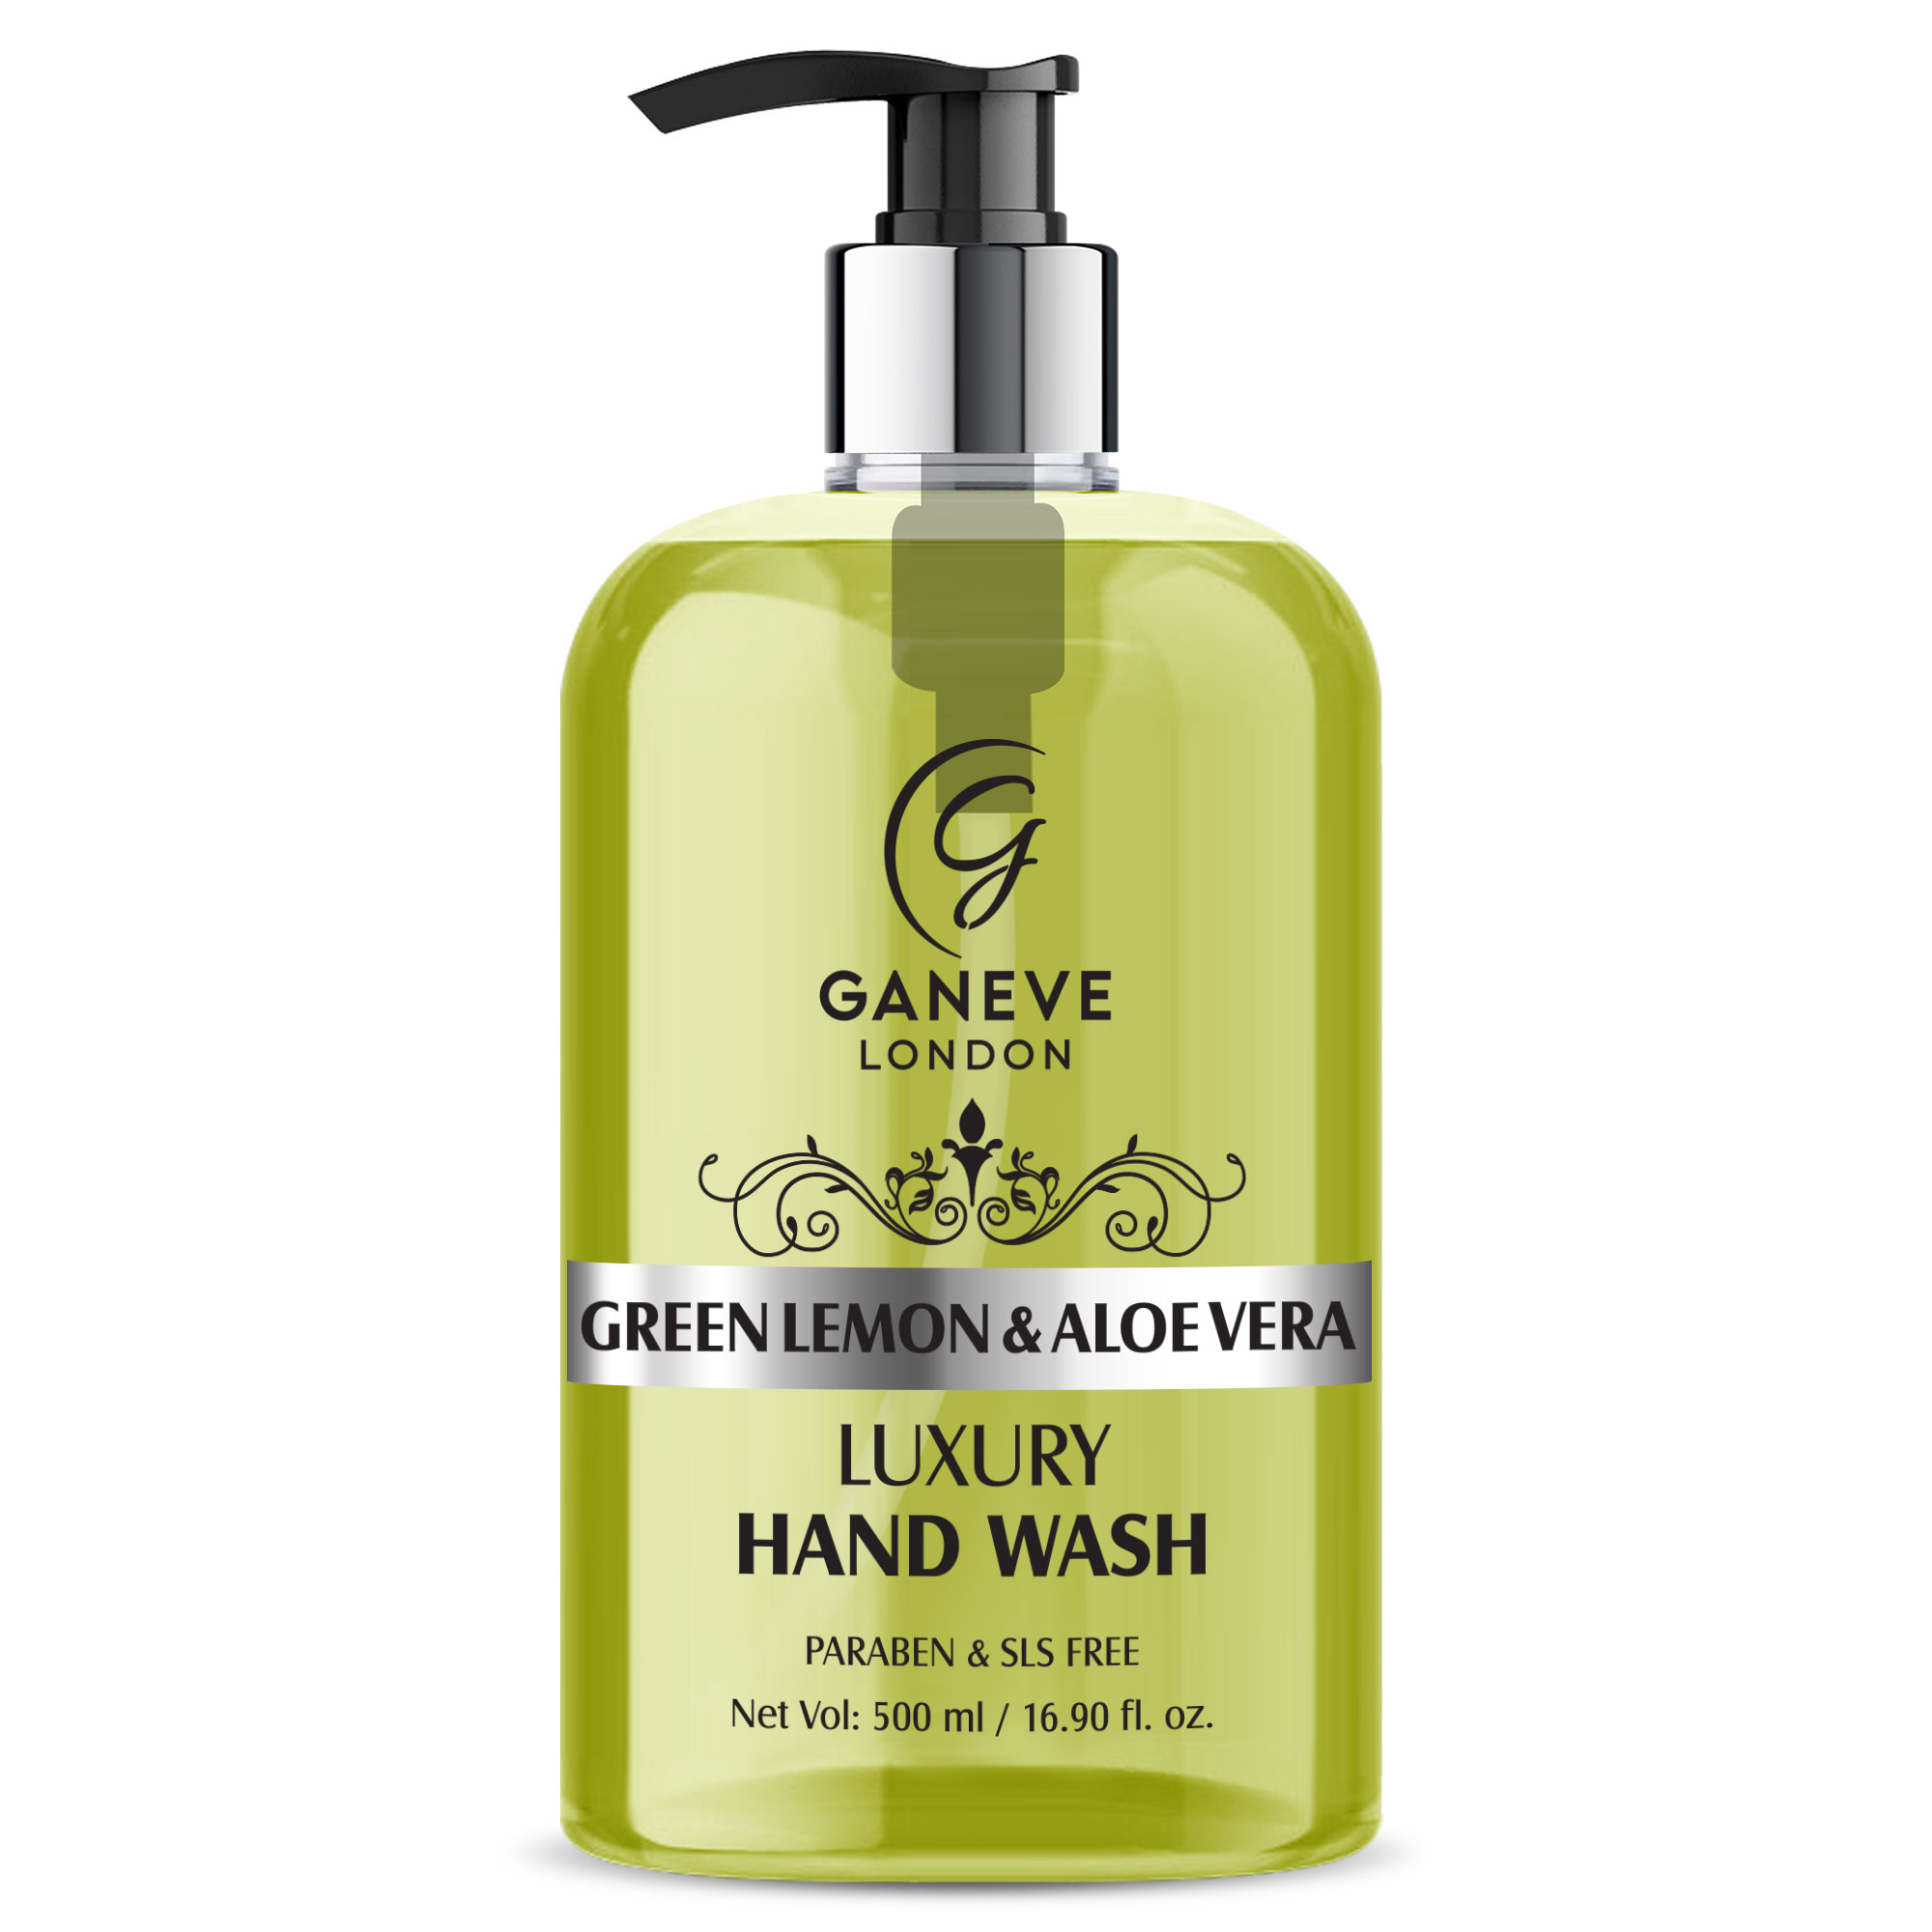 G
GANEVE
LONDON
GREEN LEMON & ALOE VERA
LUXURY
HAND WASH
PARABEN & SLS FREE
Net Vol: 500 ml / 16.90 fl. oz.